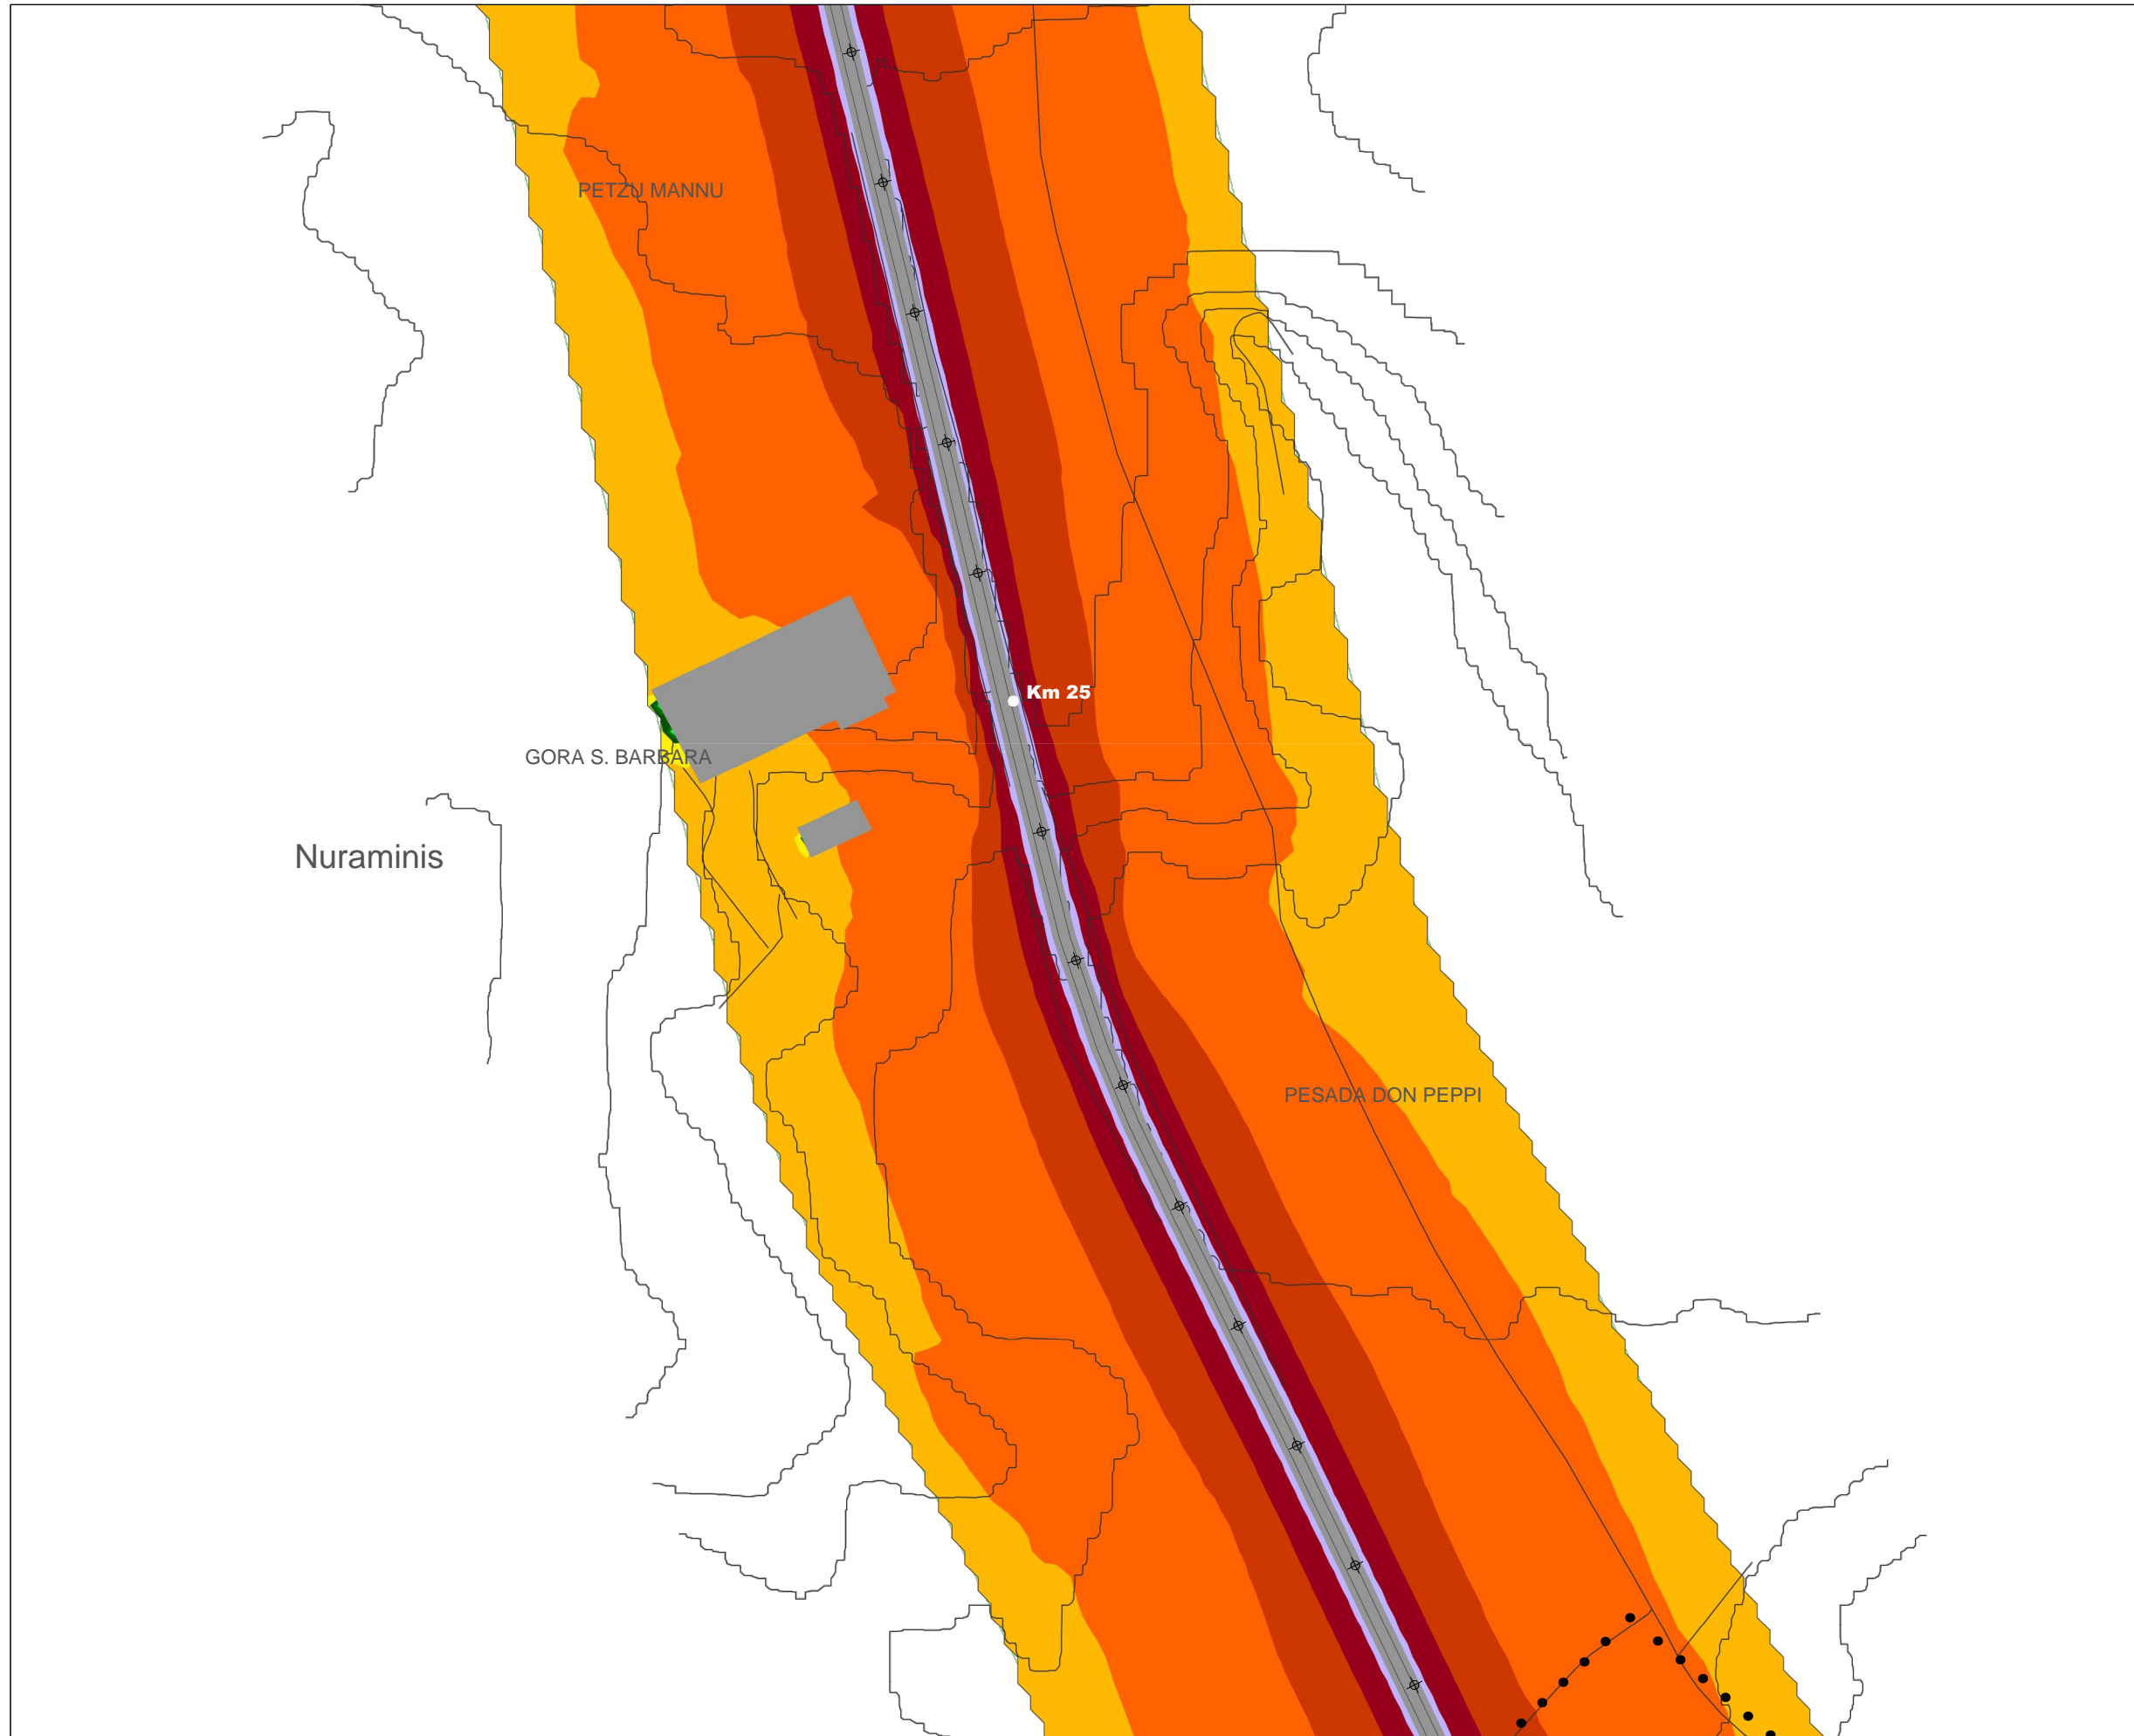 PETZU MANNU
Km 25
GORA S. BARBARA
Nuraminis
PESADA DON PEPPI